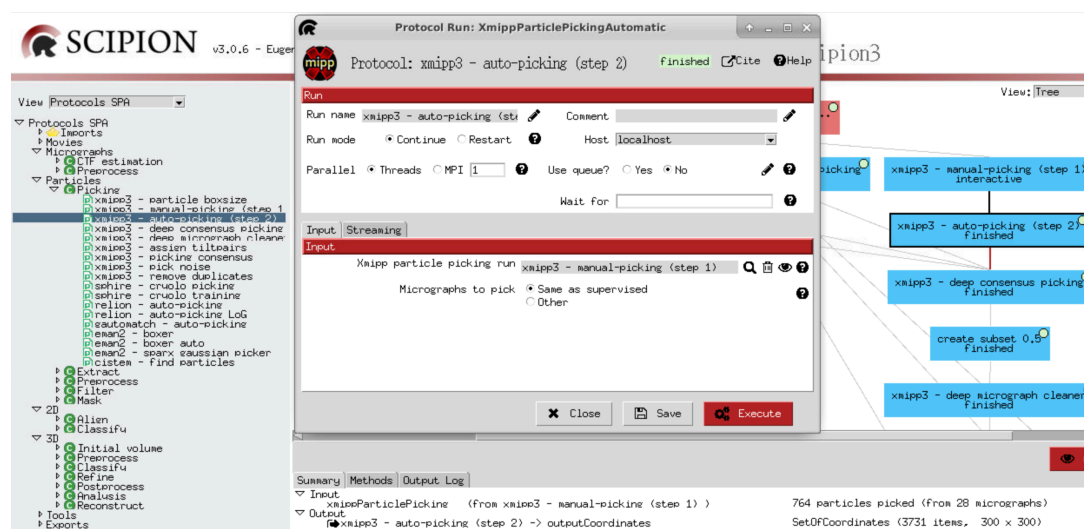 SCIPION v3.0.6 - Euger
Protocol Run: XmippParticlePickingAutomatic
ipion3
mipp Protocol: xmipp3 - auto-picking (step 2) finished Cite Help
Run
Run name xmipp3 - auto-picking (ste Comment
Run mode Continue Restart Host localhost
Parallel Threads MPI 1 Use queue? Yes No
Wait for
Input Streaming
Input
Xmipp particle picking run xmipp3 - manual-picking (step 1)
Micrographs to pick Same as supervised
Other
Close Save Execute
View Protocols SPA
Protocols SPA
Imports
Movies
Micrographs
CTF estimation
Preprocess
Particles
Picking
xmipp3 - particle boxsize
xmipp3 - manual-picking (step 1
xmipp3 - auto-picking (step 2)
xmipp3 - deep consensus picking
xmipp3 - deep micrograph cleane
xmipp3 - assign tiltpairs
xmipp3 - picking consensus
xmipp3 - pick noise
xmipp3 - remove duplicates
sphire - cryolo picking
sphire - cryolo training
relion - auto-picking
relion - auto-picking LoG
gautomatch - auto-picking
eman2 - boxer
eman2 - boxer auto
eman2 - sparx gaussian picker
cistem - find particles
Extract
Preprocess
Filter
Mask
2D
Align
Classify
3D
Initial volume
Preprocess
Classify
Refine
Postprocess
Analysis
Reconstruct
Tools
Exports
View: Tree
picking
xmipp3 - manual-picking (step 1)
interactive
xmipp3 - auto-picking (step 2)
finished
xmipp3 - deep consensus picking
finished
create subset 0.5
finished
xmipp3 - deep micrograph cleaner
finished
Summary Methods Output Log
Input
xmippParticlePicking (from xmipp3 - manual-picking (step 1) ) 764 particles picked (from 28 micrographs)
Output
xmipp3 - auto-picking (step 2) -> outputCoordinates SetOfCoordinates (3731 items, 300 x 300)